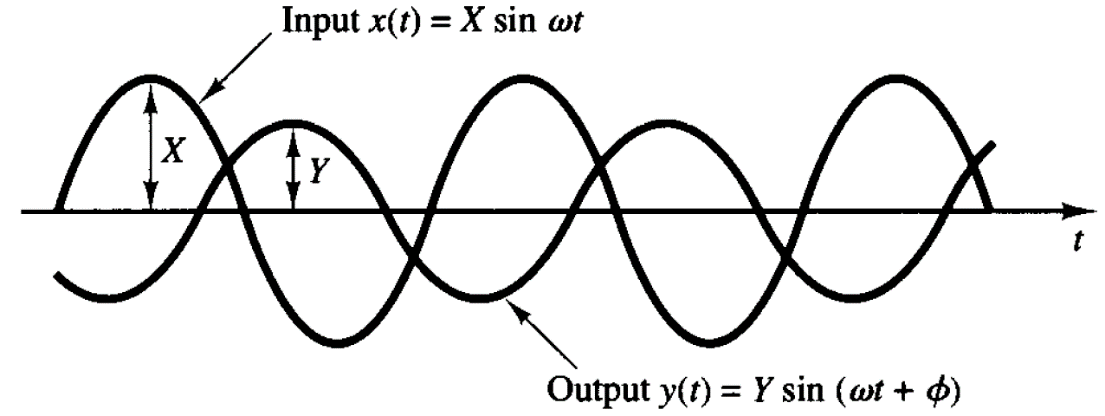 Input x(t) = X sin ωt
X
Y
t
Output y(t) = Y sin (ωt + ϕ)